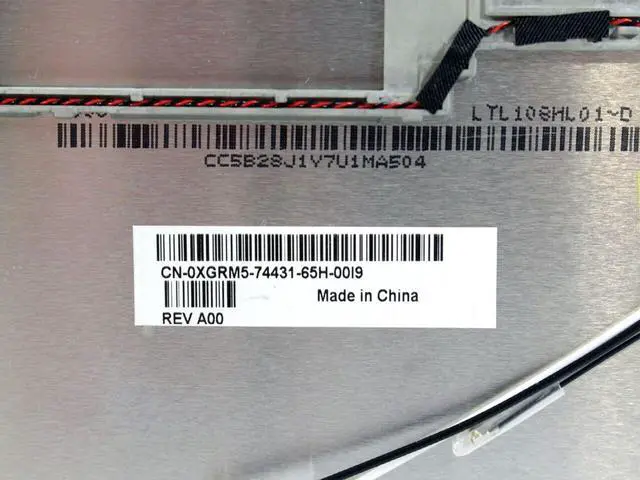 LTL108HL01-D
CC5B28J1V7U1MA504
CN-0XGRM5-74431-65H-00I9
Made in China
REV A00